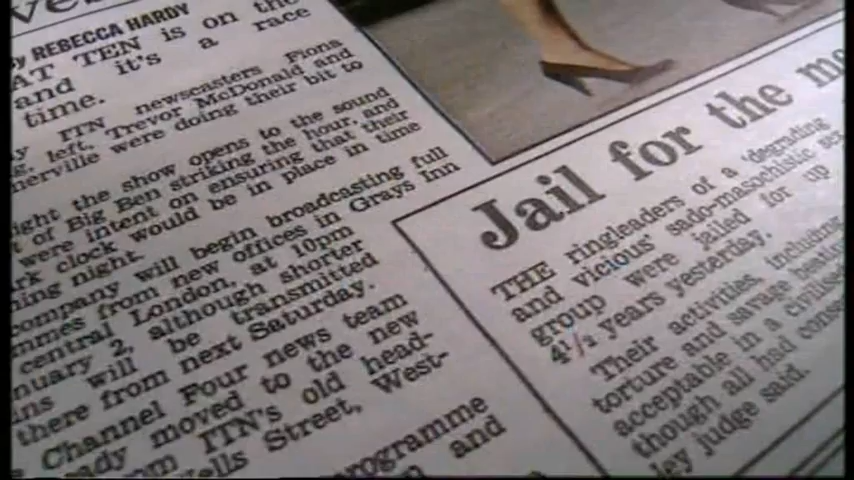 by REBECCA HARDY
AT TEN is on the
and it's a race
time.
ITN newscasters Fiona
left, Trevor McDonald and
were doing their bit to
the show opens to the sound
of Big Ben striking the hour, and
were intent on ensuring that their
clock would be in place in time
night.
company will begin broadcasting full
from new offices in Grays Inn
central London, at 10pm
2, although shorter
will be transmitted
there from next Saturday.
Channel Four news team
moved to the new
ITN's old head-
Street, West-
programme
and
Jail for the
THE ringleaders of a 'degrading
and vicious' sado-masochistic sex
group were jailed for up
4½ years yesterday.
Their activities, including
torture and savage
acceptable in a
though all had
judge said.